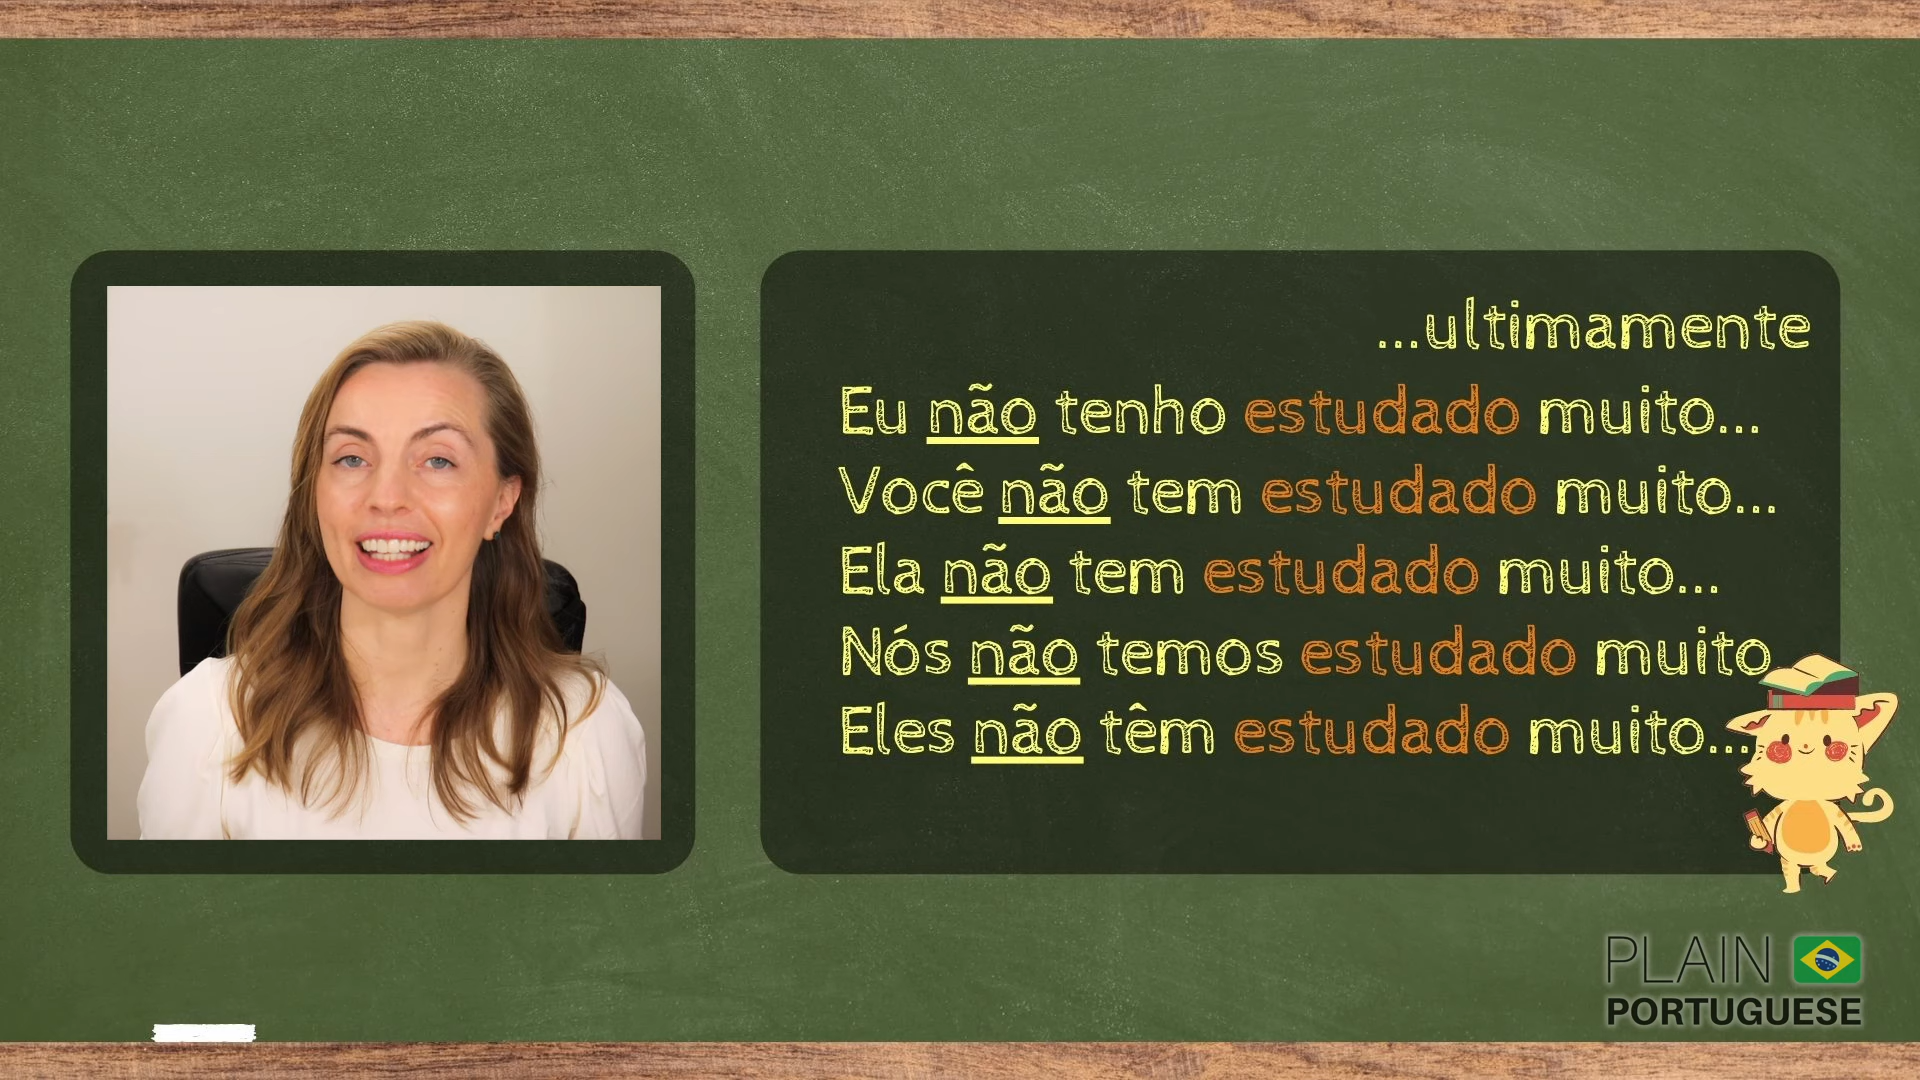 ...ultimamente
Eu não tenho estudado muito...
Você não tem estudado muito...
Ela não tem estudado muito...
Nós não temos estudado muito
Eles não têm estudado muito...
PLAIN
PORTUGUESE